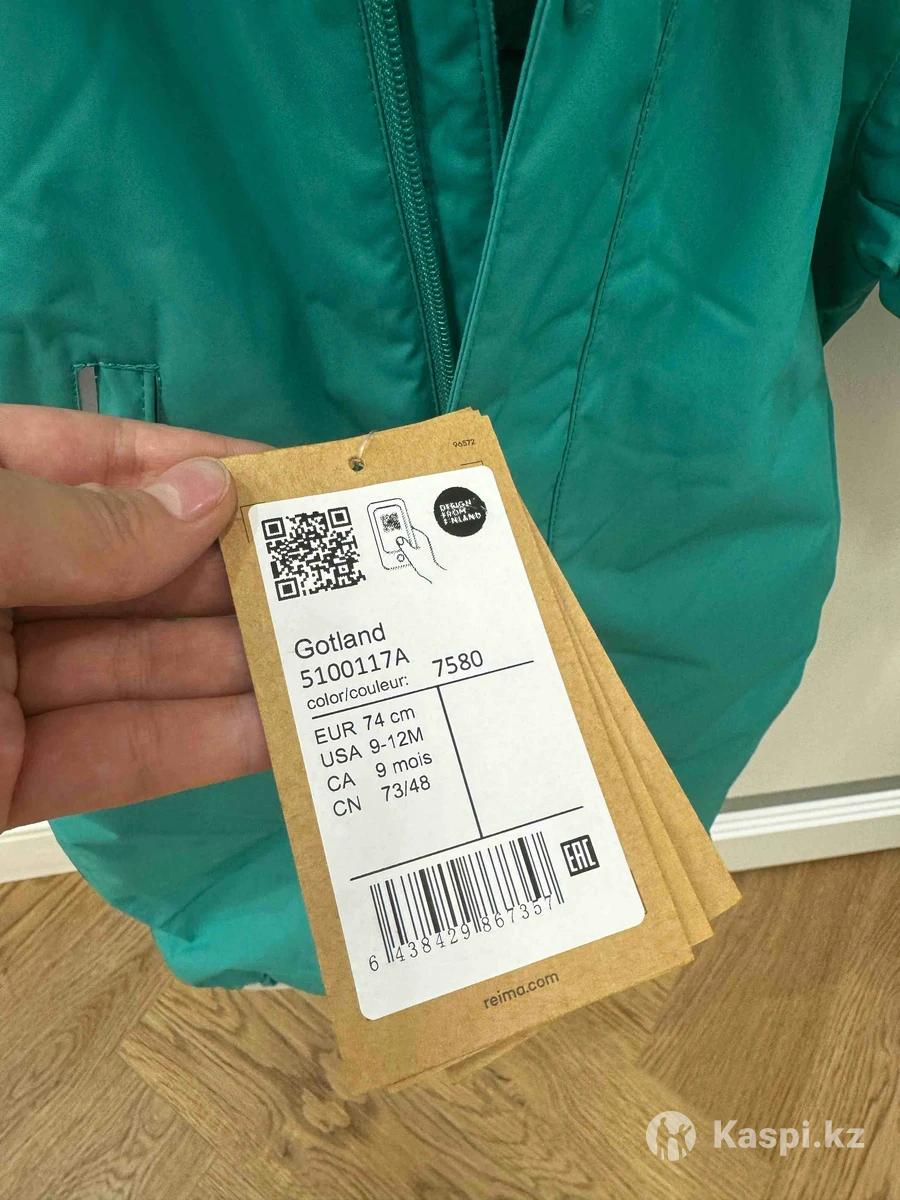 96572
DESIGN
FROM
FINLAND
Gotland
5100117A
color/couleur: 7580
EUR 74 cm
USA 9-12M
CA 9 mois
CN 73/48
EAC
6 438429 867357
reima.com
Kaspi.kz